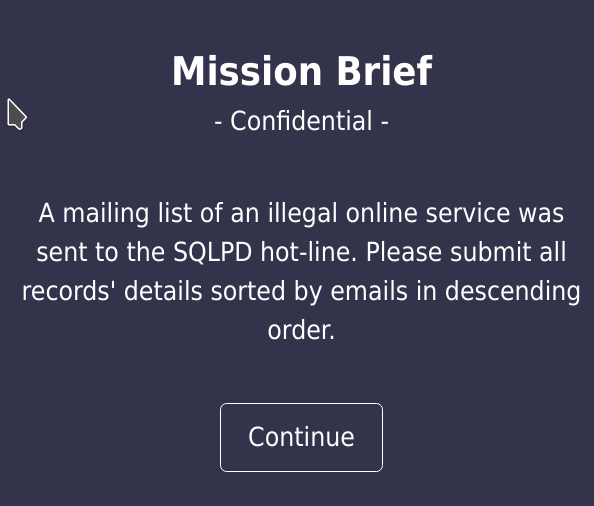 Mission Brief
- Confidential -
A mailing list of an illegal online service was
sent to the SQLPD hot-line. Please submit all
records' details sorted by emails in descending
order.
Continue